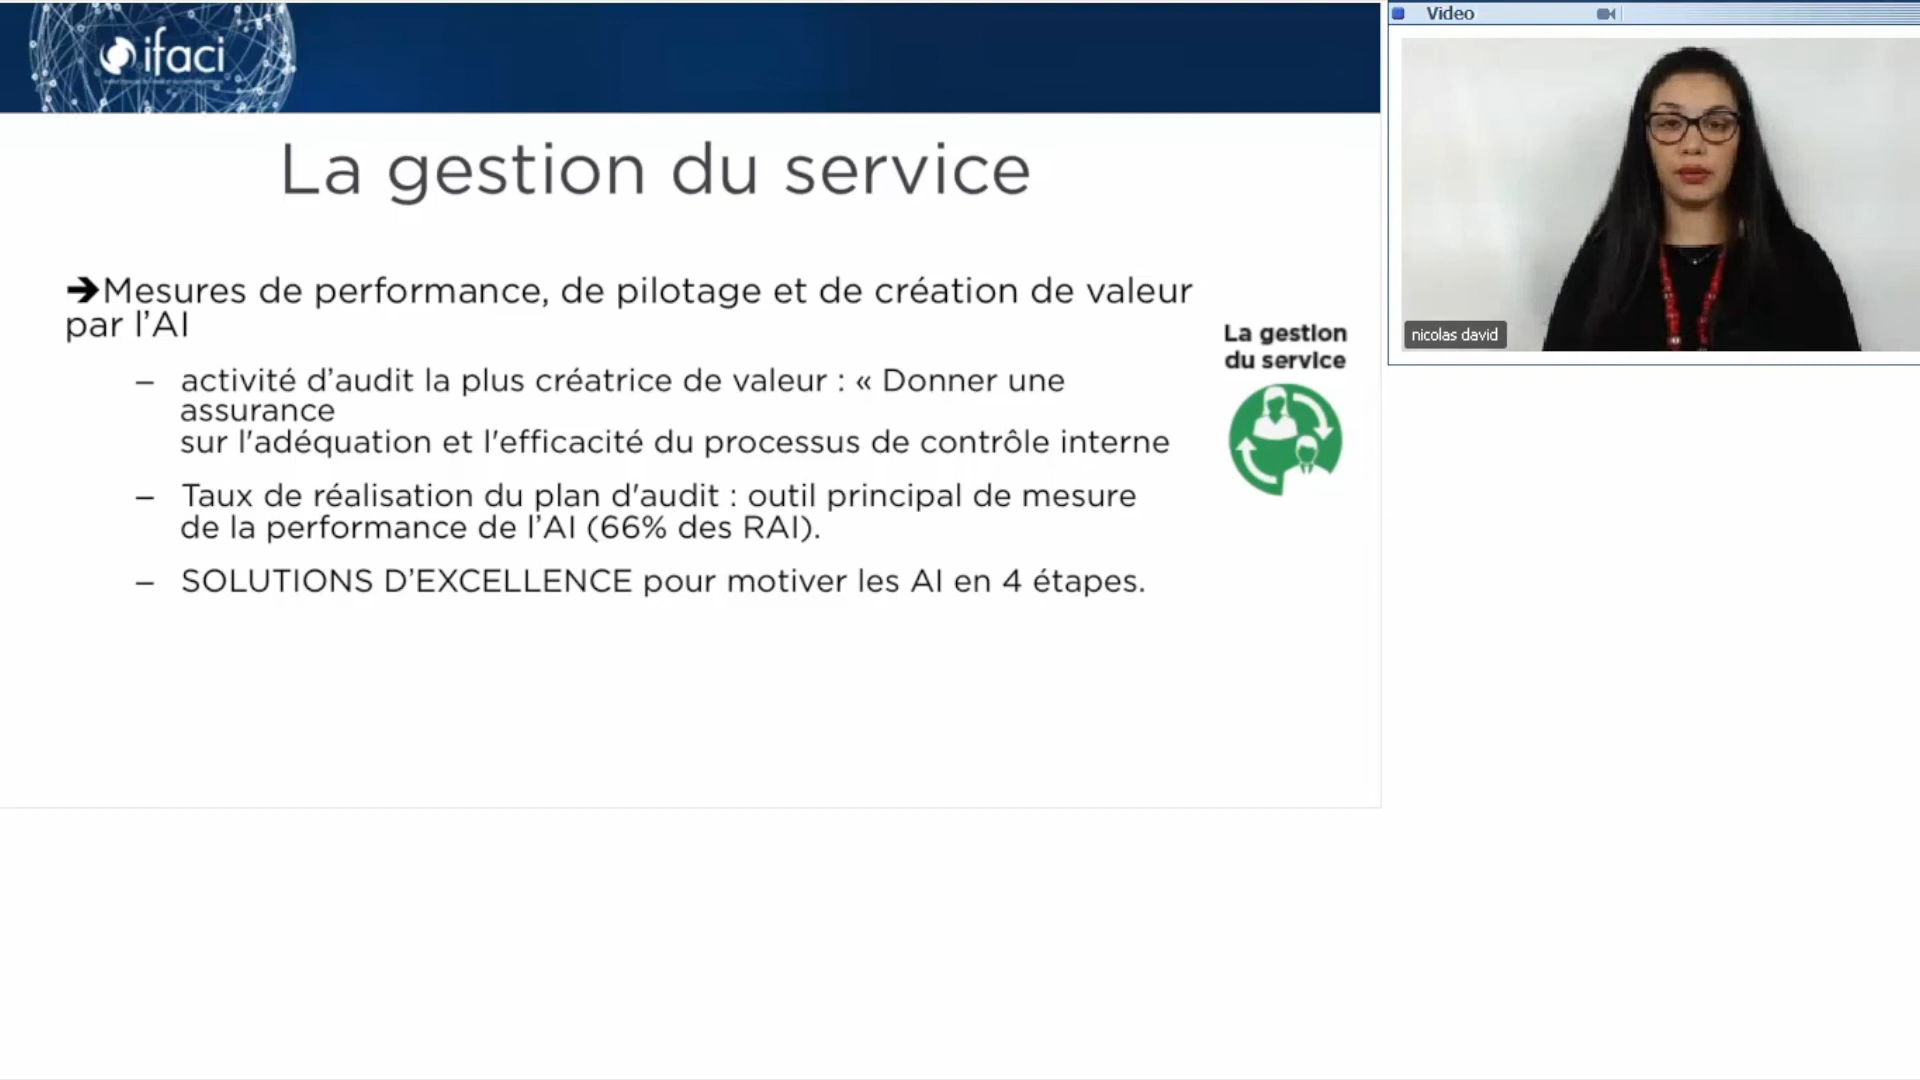 ifaci
La gestion du service
➔Mesures de performance, de pilotage et de création de valeur
par l’AI
– activité d’audit la plus créatrice de valeur : « Donner une
assurance
sur l'adéquation et l'efficacité du processus de contrôle interne
– Taux de réalisation du plan d'audit : outil principal de mesure
de la performance de l’AI (66% des RAI).
– SOLUTIONS D’EXCELLENCE pour motiver les AI en 4 étapes.
La gestion
du service
Video
nicolas david